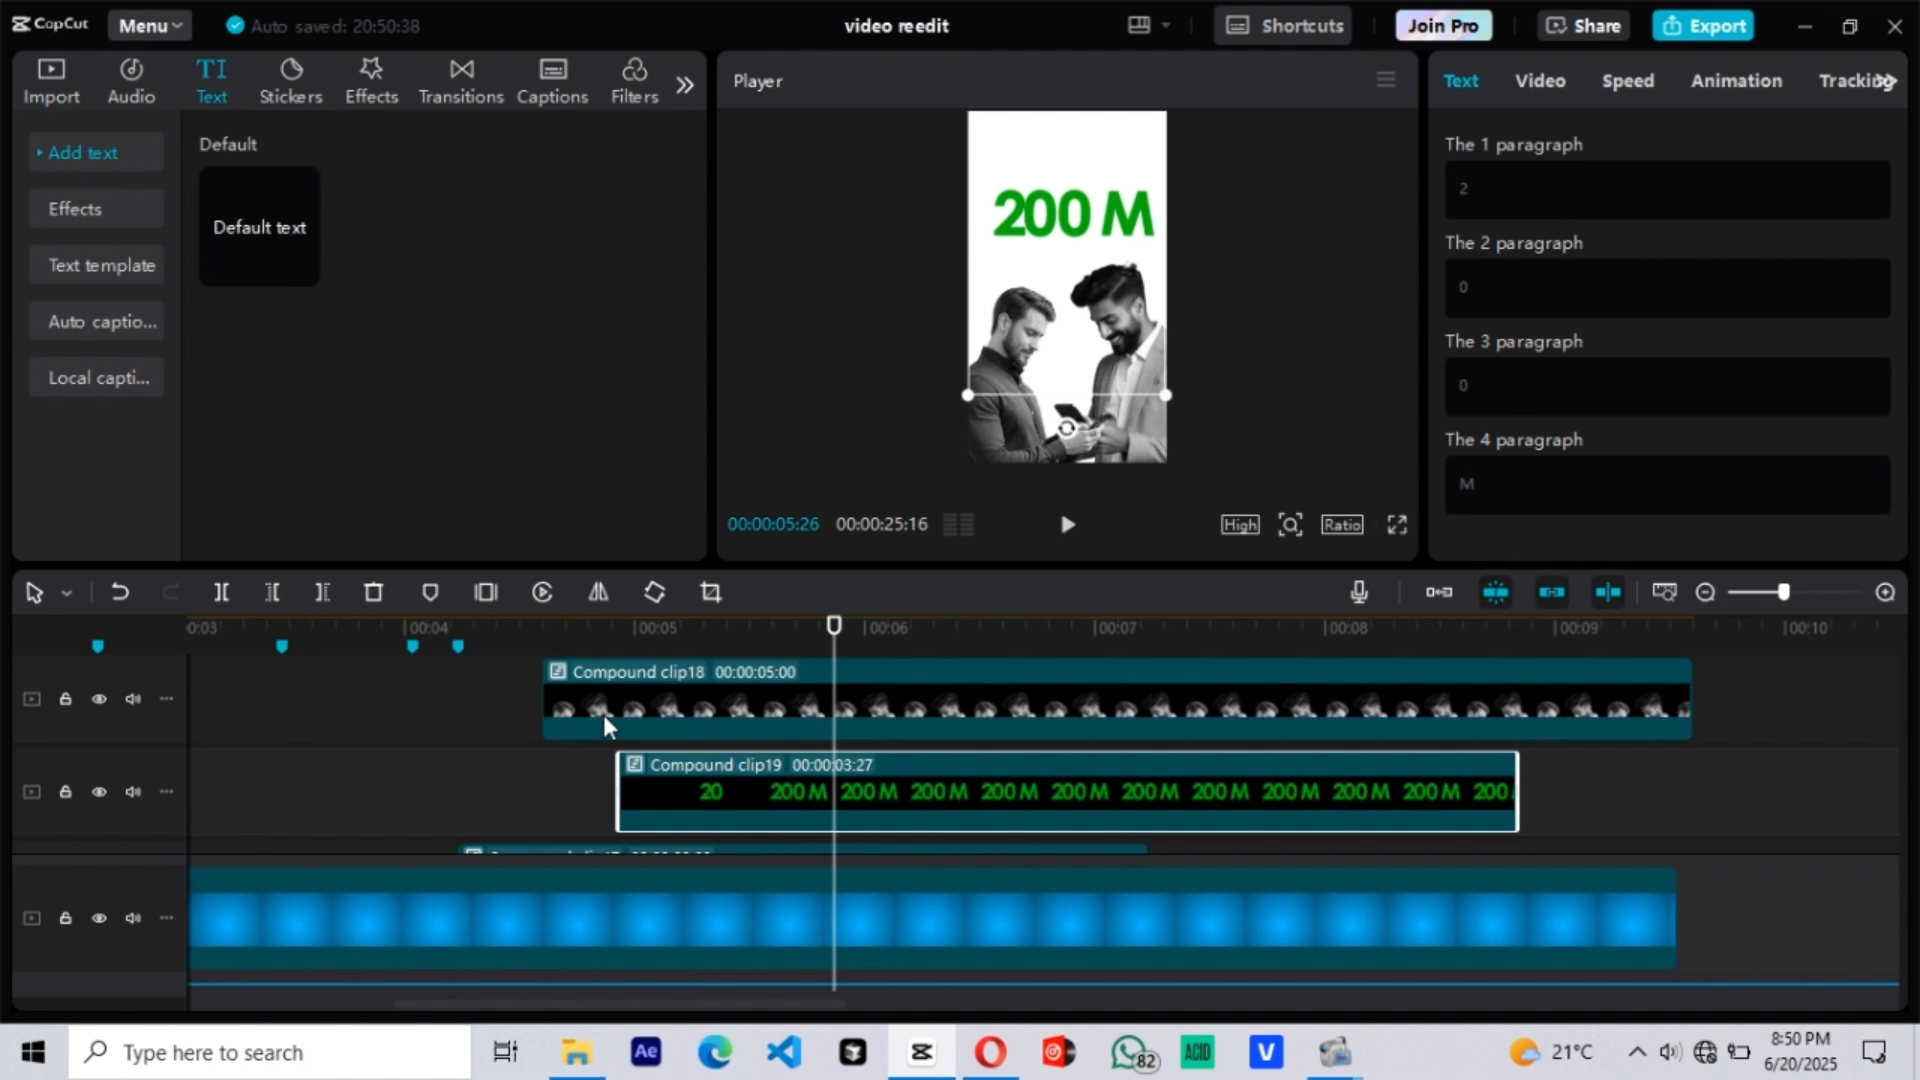 CapCut
Menu
Auto saved: 20:50:38
video reedit
Shortcuts
Join Pro
Share
Export
Import
Audio
TI
Text
Stickers
Effects
Transitions
Captions
Filters
Add text
Effects
Text template
Auto captio...
Local capti...
Default
Default text
Player
200 M
00:00:05:26
00:00:25:16
High
Ratio
Text
Video
Speed
Animation
Tracking
The 1 paragraph
2
The 2 paragraph
0
The 3 paragraph
0
The 4 paragraph
M
0:03
00:04
00:05
00:06
00:07
00:08
00:09
00:10
Compound clip18 00:00:05:00
Compound clip19 00:00:03:27
20 200 M 200 M 200 M 200 M 200 M 200 M 200 M 200 M 200 M 200 M 200
Type here to search
Ae
82
ACID
V
21°C
8:50 PM
6/20/2025